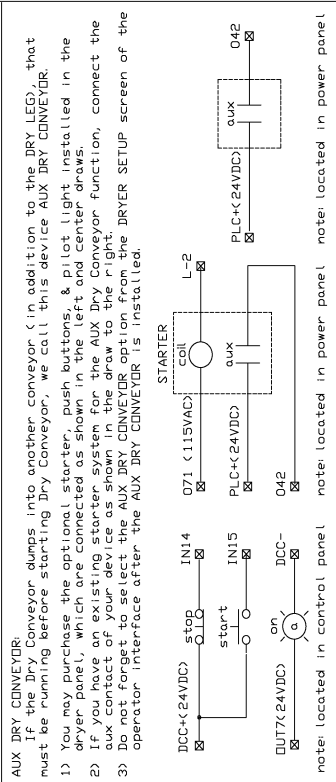 AUX DRY CONVEYOR:
If the Dry Conveyor dumps into another conveyor (in addition to the DRY LEG), that
must be running before starting Dry Conveyor, we call this device AUX DRY CONVEYOR.
1) You may purchase the optional starter, push buttons, & pilot light installed in the
dryer panel, which are connected as shown in the left and center draws.
2) If you have an existing starter system for the AUX Dry Conveyor function, connect the
aux contact of your device as shown in the draw to the right.
3) Do not forget to select the AUX DRY CONVEYOR option from the DRYER SETUP screen of the
operator interface after the AUX DRY CONVEYOR is installed.
DCC+(24VDC)
stop
IN14
start
IN15
OUT7(24VDC)
on
a
DCC-
note: located in control panel
STARTER
O71 (115VAC)
coil
L-2
PLC+(24VDC)
aux
O42
note: located in power panel
PLC+(24VDC)
aux
O42
note: located in power panel